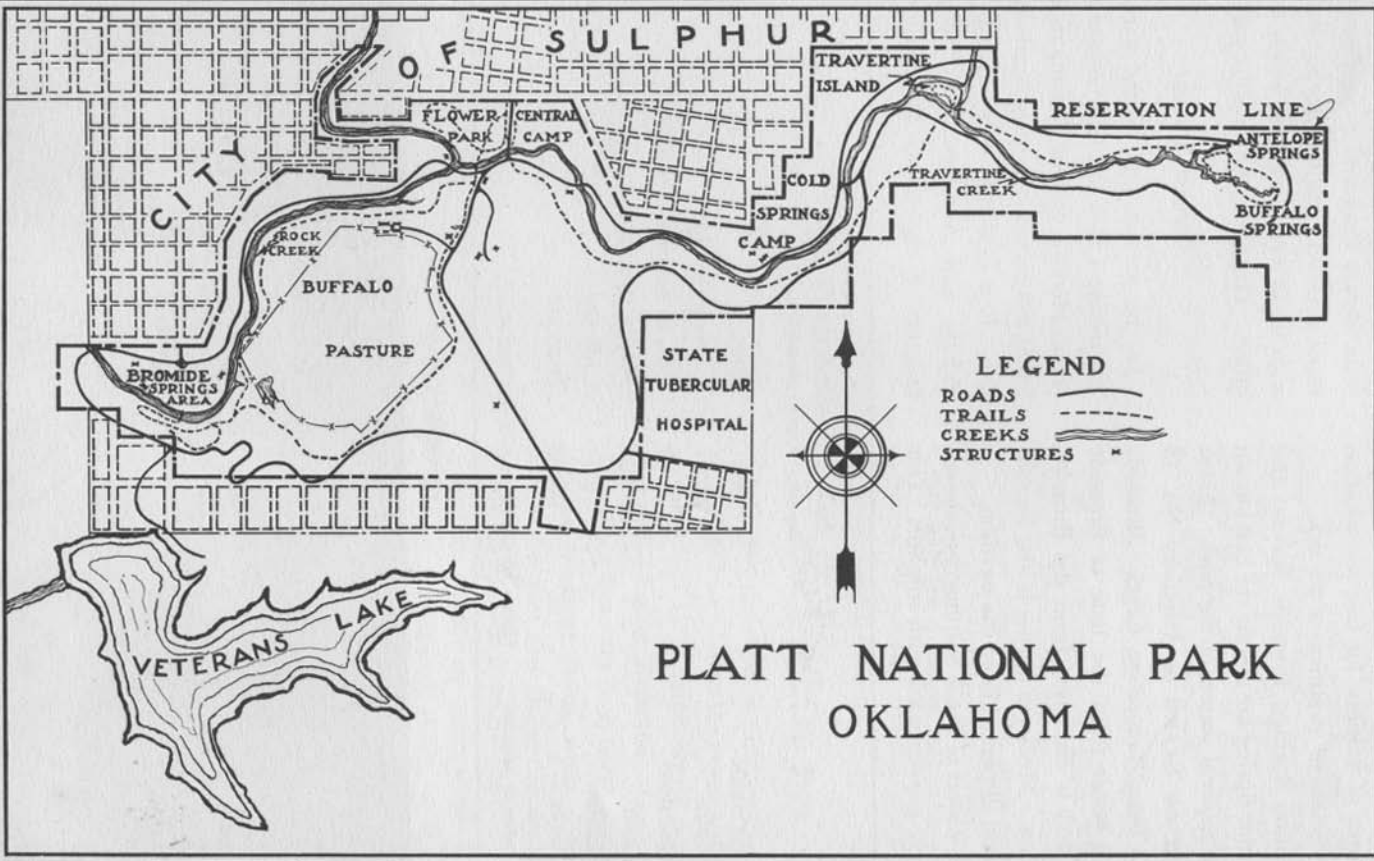 CITY OF SULPHUR
TRAVERTINE
ISLAND
RESERVATION LINE
FLOWER
PARK
CENTRAL
CAMP
ANTELOPE
SPRINGS
COLD
SPRINGS
CAMP
TRAVERTINE
CREEK
BUFFALO
SPRINGS
ROCK
CREEK
BUFFALO
PASTURE
BROMIDE
SPRINGS
AREA
STATE
TUBERCULAR
HOSPITAL
LEGEND
ROADS
TRAILS
CREEKS
STRUCTURES
VETERANS LAKE
PLATT NATIONAL PARK
OKLAHOMA